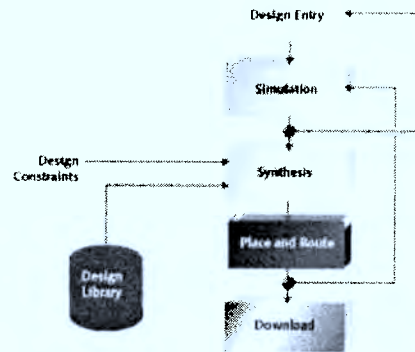 Design Entry
Simulation
Design
Constraints
Synthesis
Place and Route
Design
Library
Download